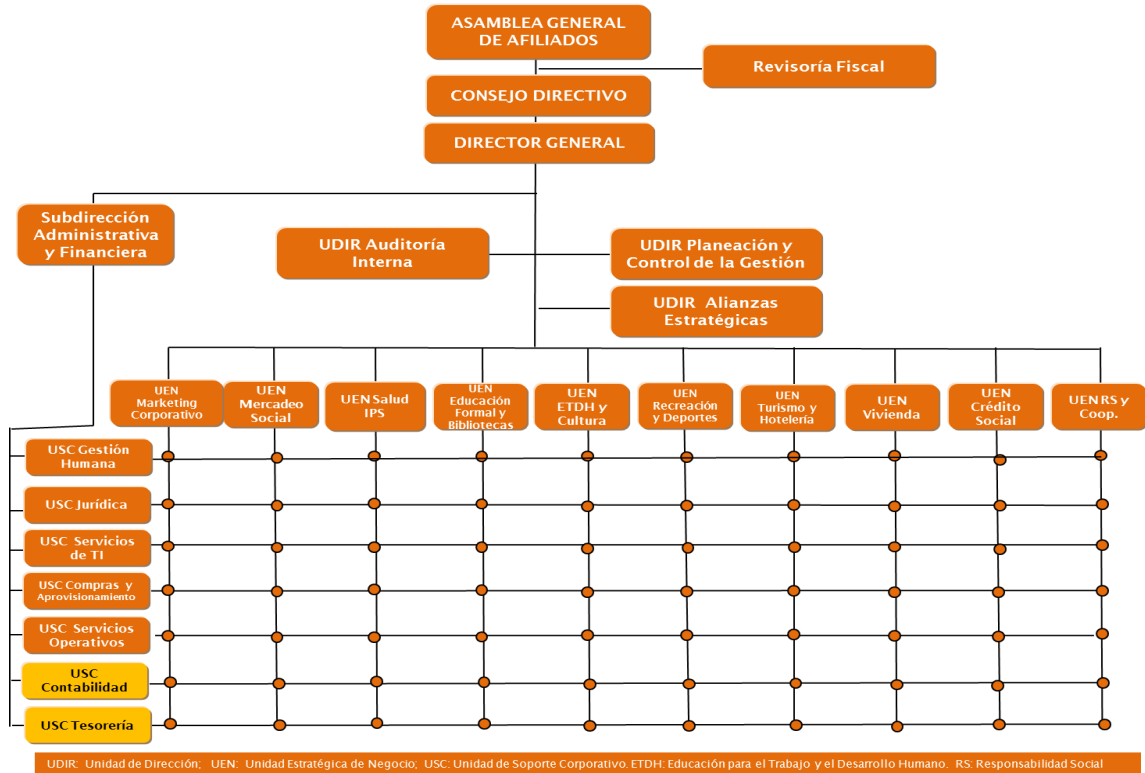 ASAMBLEA GENERAL
DE AFILIADOS
Revisoría Fiscal
CONSEJO DIRECTIVO
DIRECTOR GENERAL
Subdirección
Administrativa
y Financiera
UDIR Auditoría
Interna
UDIR Planeación y
Control de la Gestión
UDIR Alianzas
Estratégicas
UEN
Marketing
Corporativo
UEN
Mercadeo
Social
UEN Salud
IPS
UEN
Educación
Formal y
Bibliotecas
UEN
ETDH y
Cultura
UEN
Recreación
y Deportes
UEN
Turismo y
Hotelería
UEN
Vivienda
UEN
Crédito
Social
UEN RS y
Coop.
USC Gestión
Humana
USC Jurídica
USC Servicios
de TI
USC Compras y
Aprovisionamiento
USC Servicios
Operativos
USC
Contabilidad
USC Tesorería
UDIR: Unidad de Dirección; UEN: Unidad Estratégica de Negocio; USC: Unidad de Soporte Corporativo. ETDH: Educación para el Trabajo y el Desarrollo Humano. RS: Responsabilidad Social